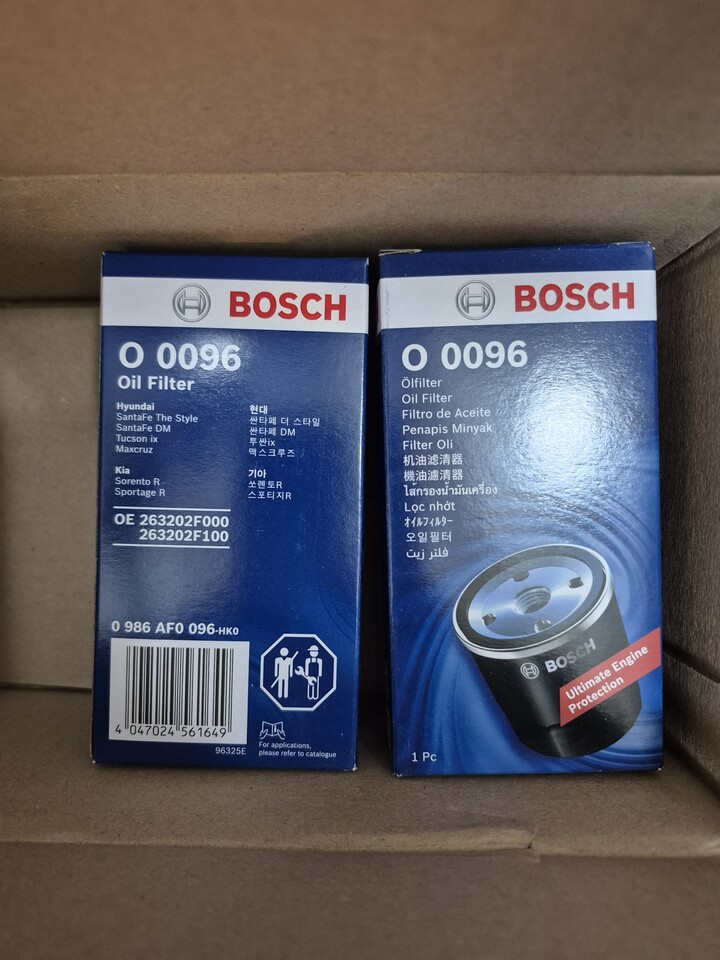 BOSCH
O 0096
Oil Filter
Hyundai
SantaFe The Style
SantaFe DM
Tucson ix
Maxcruz
Kia
Sorento R
Sportage R
현대
싼타페 더 스타일
싼타페 DM
투싼ix
맥스크루즈
기아
쏘렌토R
스포티지R
OE 263202F000
263202F100
0 986 AF0 096-HK0
4 047024 561649
96325E
For applications,
please refer to catalogue
BOSCH
O 0096
Ölfilter
Oil Filter
Filtro de Aceite
Penapis Minyak
Filter Oli
机油滤清器
機油濾清器
ไส้กรองน้ำมันเครื่อง
Lọc nhớt
オイルフィルター
오일필터
فلتر زيت
BOSCH
Ultimate Engine
Protection
1 Pc